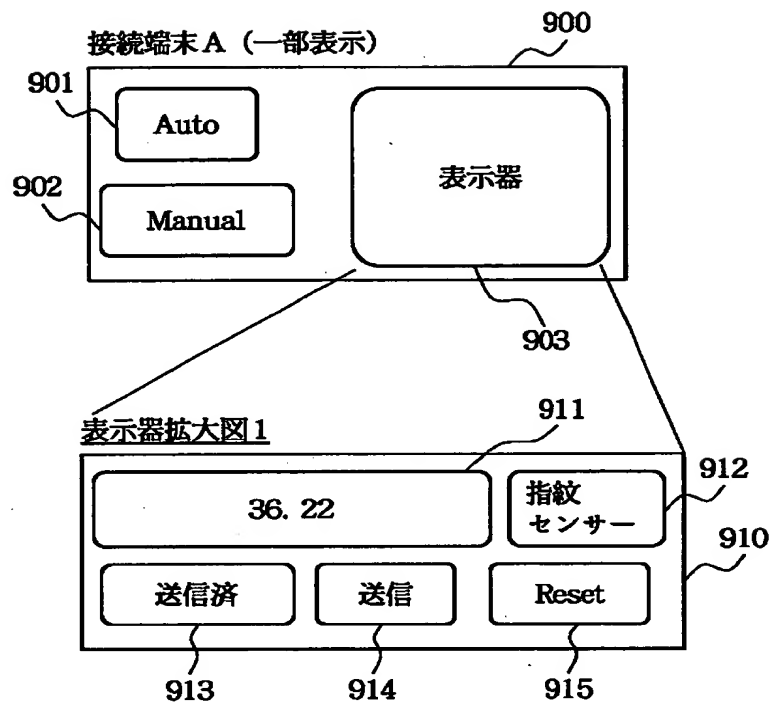 接続端末A（一部表示）
900
901
Auto
902
Manual
表示器
903
表示器拡大図1
911
36. 22
指紋
センサー
912
910
送信済
送信
Reset
913
914
915